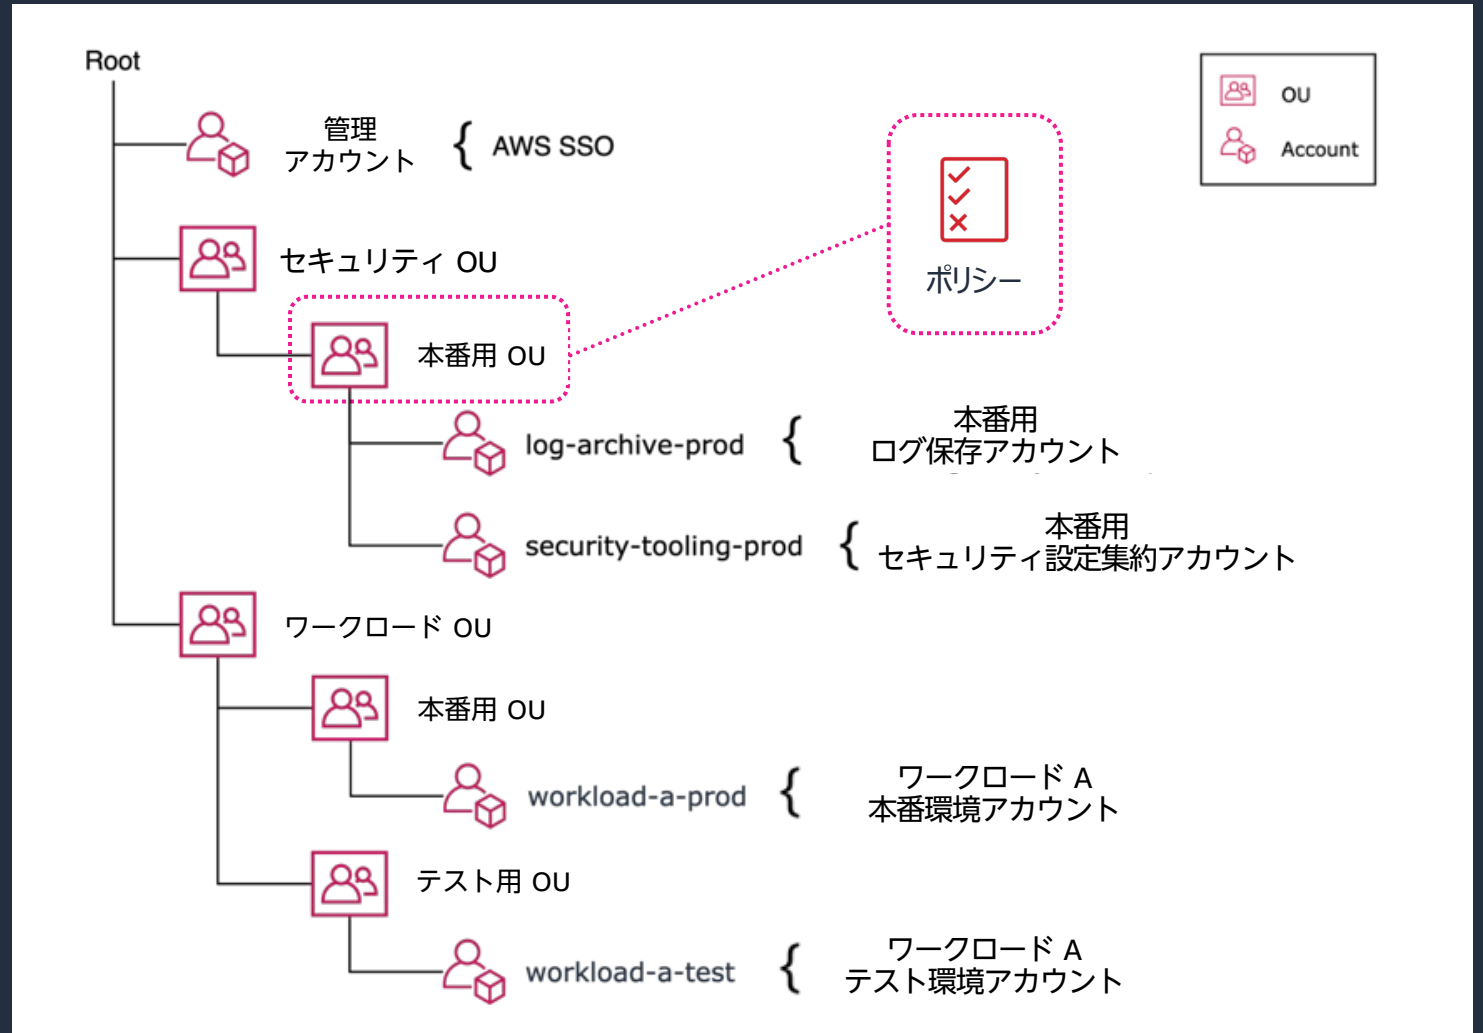 Root
管理
アカウント
{ AWS SSO
OU
Account
セキュリティ OU
ポリシー
本番用 OU
log-archive-prod {
本番用
ログ保存アカウント
security-tooling-prod {
本番用
セキュリティ設定集約アカウント
ワークロード OU
本番用 OU
workload-a-prod {
ワークロード A
本番環境アカウント
テスト用 OU
workload-a-test {
ワークロード A
テスト環境アカウント